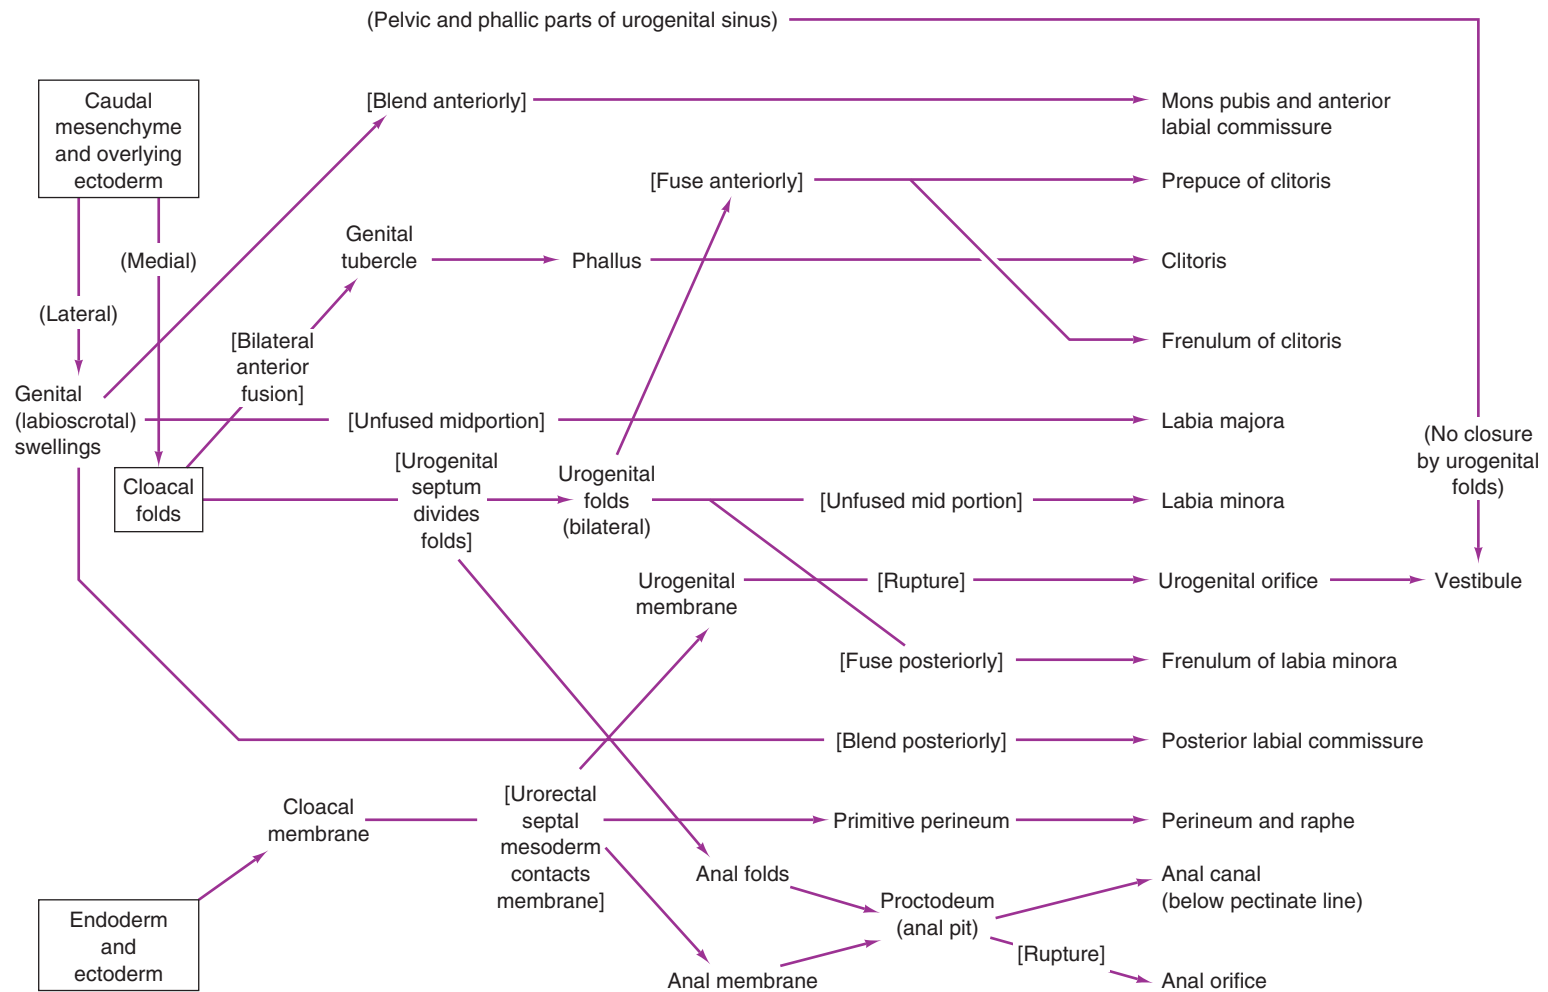 (Pelvic and phallic parts of urogenital sinus)
Caudal
mesenchyme
and overlying
ectoderm
[Blend anteriorly]
Mons pubis and anterior
labial commissure
[Fuse anteriorly]
Prepuce of clitoris
(Medial)
Genital
tubercle
Phallus
Clitoris
(Lateral)
[Bilateral
anterior
fusion]
Frenulum of clitoris
Genital
(labioscrotal)
swellings
[Unfused midportion]
Labia majora
(No closure
by urogenital
folds)
Cloacal
folds
[Urogenital
septum
divides
folds]
Urogenital
folds
(bilateral)
[Unfused mid portion]
Labia minora
Urogenital
membrane
[Rupture]
Urogenital orifice
Vestibule
[Fuse posteriorly]
Frenulum of labia minora
[Blend posteriorly]
Posterior labial commissure
Cloacal
membrane
[Urorectal
septal
mesoderm
contacts
membrane]
Primitive perineum
Perineum and raphe
Anal folds
Proctodeum
(anal pit)
Anal canal
(below pectinate line)
Endoderm
and
ectoderm
Anal membrane
[Rupture]
Anal orifice